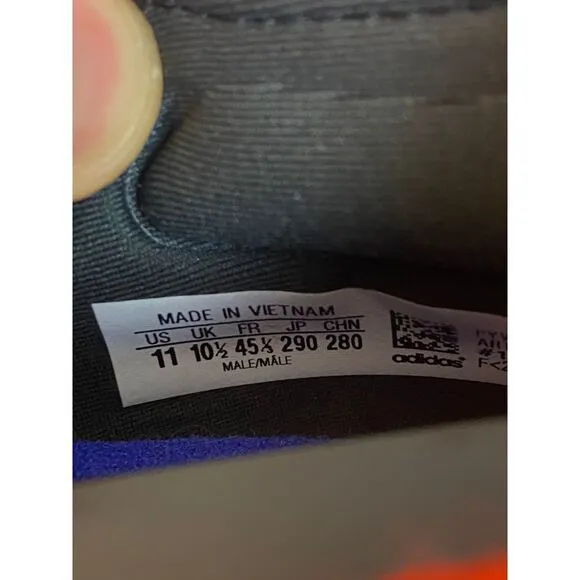 MADE IN VIETNAM
US UK FR JP CHN
11 10½ 45⅓ 290 280
MALE/MÂLE
adidas